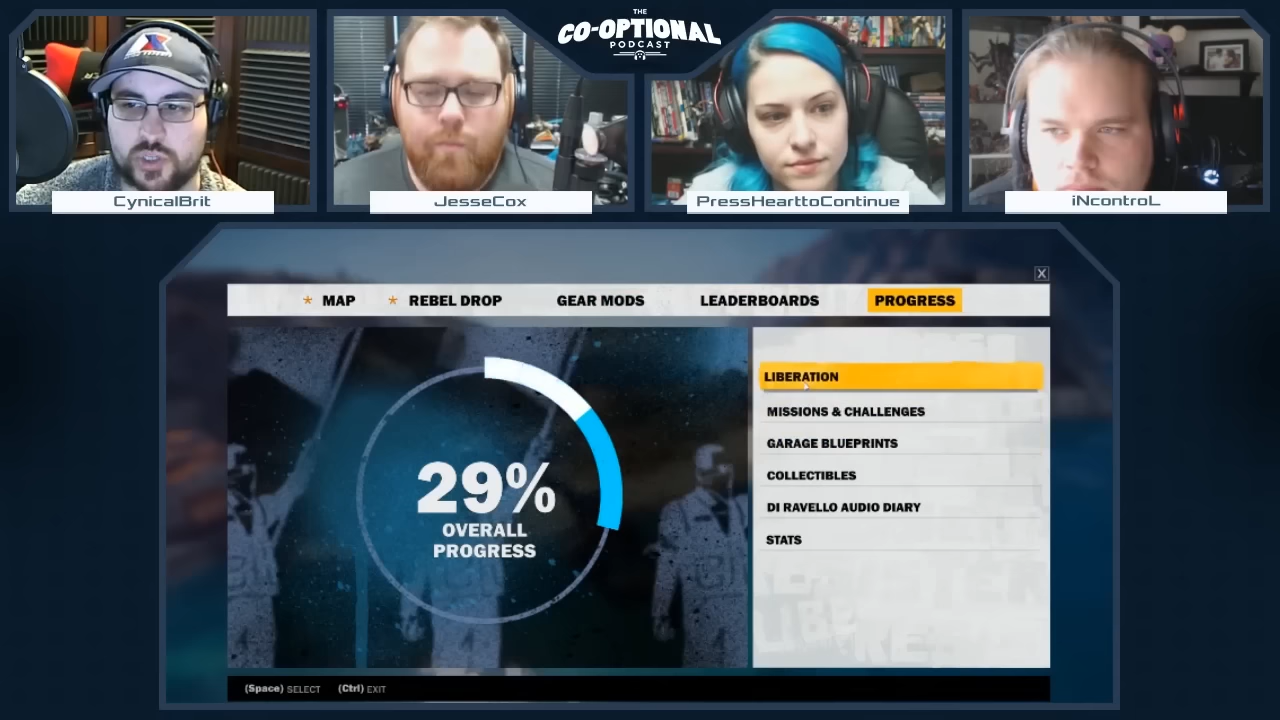 THE
CO-OPTIONAL
PODCAST
CynicalBrit
JesseCox
PressHearttoContinue
iNcontroL
X
* MAP * REBEL DROP GEAR MODS LEADERBOARDS PROGRESS
29%
OVERALL
PROGRESS
LIBERATION
MISSIONS & CHALLENGES
GARAGE BLUEPRINTS
COLLECTIBLES
DI RAVELLO AUDIO DIARY
STATS
(Space) SELECT (Ctrl) EXIT